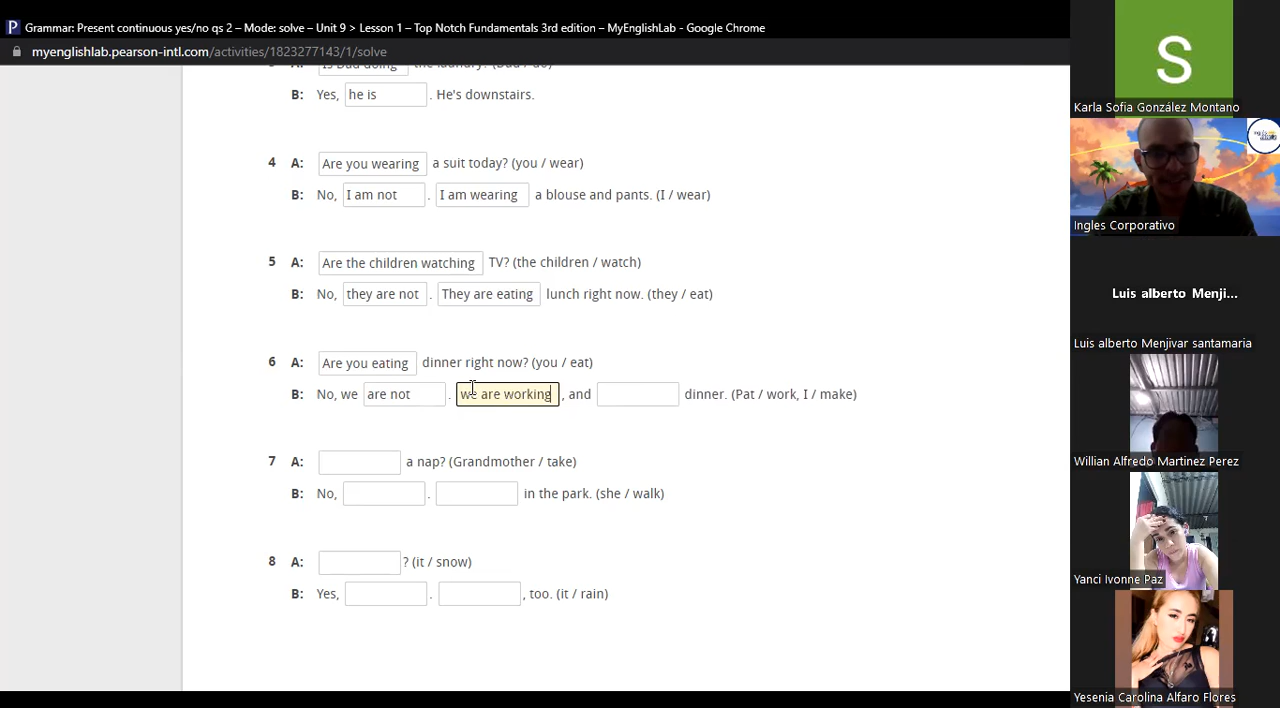 Grammar: Present continuous yes/no qs 2 – Mode: solve – Unit 9 > Lesson 1 – Top Notch Fundamentals 3rd edition – MyEnglishLab - Google Chrome
myenglishlab.pearson-intl.com/activities/1823277143/1/solve
Is Dad doing the laundry? (Dad / do)
B: Yes, he is . He's downstairs.
4 A: Are you wearing a suit today? (you / wear)
B: No, I am not . I am wearing a blouse and pants. (I / wear)
5 A: Are the children watching TV? (the children / watch)
B: No, they are not . They are eating lunch right now. (they / eat)
6 A: Are you eating dinner right now? (you / eat)
B: No, we are not . we are working , and dinner. (Pat / work, I / make)
7 A: a nap? (Grandmother / take)
B: No, . in the park. (she / walk)
8 A: ? (it / snow)
B: Yes, . , too. (it / rain)
S
Karla Sofia González Montano
Ingles Corporativo
Luis alberto Menji...
Luis alberto Menjivar santamaria
Willian Alfredo Martinez Perez
Yanci Ivonne Paz
Yesenia Carolina Alfaro Flores